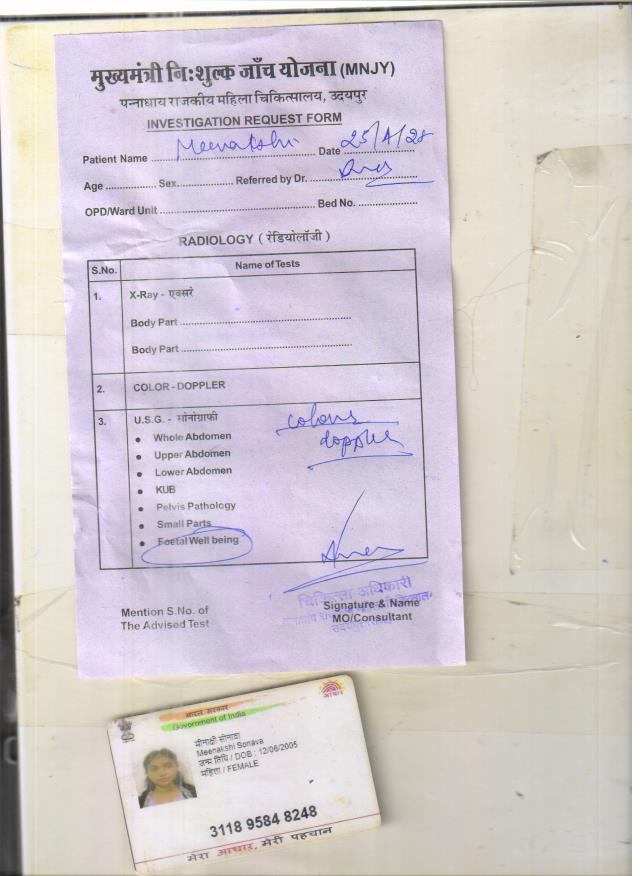 मुख्यमंत्री निःशुल्क जाँच योजना (MNJY)
पन्नाधाय राजकीय महिला चिकित्सालय, उदयपुर
INVESTIGATION REQUEST FORM
Patient Name ........ Meenakshi ........ Date 25/4/28
Age ................. Sex.................. Referred by Dr. ....................................
OPD/Ward Unit .................................................... Bed No. ....................
RADIOLOGY ( रेडियोलॉजी )
S.No. Name of Tests
1. X-Ray - एक्सरे
Body Part .........................................................
Body Part .........................................................
2. COLOR - DOPPLER
3. U.S.G. - सोनोग्राफी
colour
doppler
• Whole Abdomen
• Upper Abdomen
• Lower Abdomen
• KUB
• Pelvis Pathology
• Small Parts
• Foetal Well being
चिकित्सा अधिकारी
Mention S.No. of
The Advised Test
Signature & Name
MO/Consultant
भारत सरकार
Government of India
आधार
मीनाक्षी सोनावा
Meenakshi Sonava
जन्म तिथि / DOB : 12/06/2005
महिला / FEMALE
3118 9584 8248
मेरा आधार, मेरी पहचान